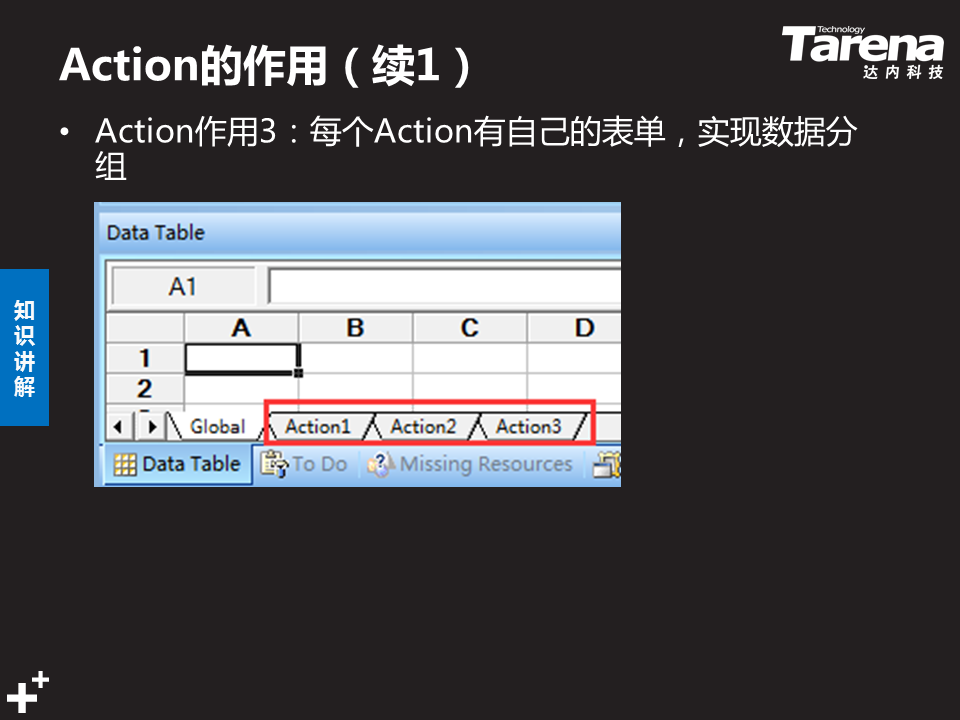 Action的作用（续1）
Technology
Tarena
达内科技
• Action作用3：每个Action有自己的表单，实现数据分
组
知
识
讲
解
Data Table
A1
A B C D
1
2
Global Action1 Action2 Action3
Data Table To Do Missing Resources